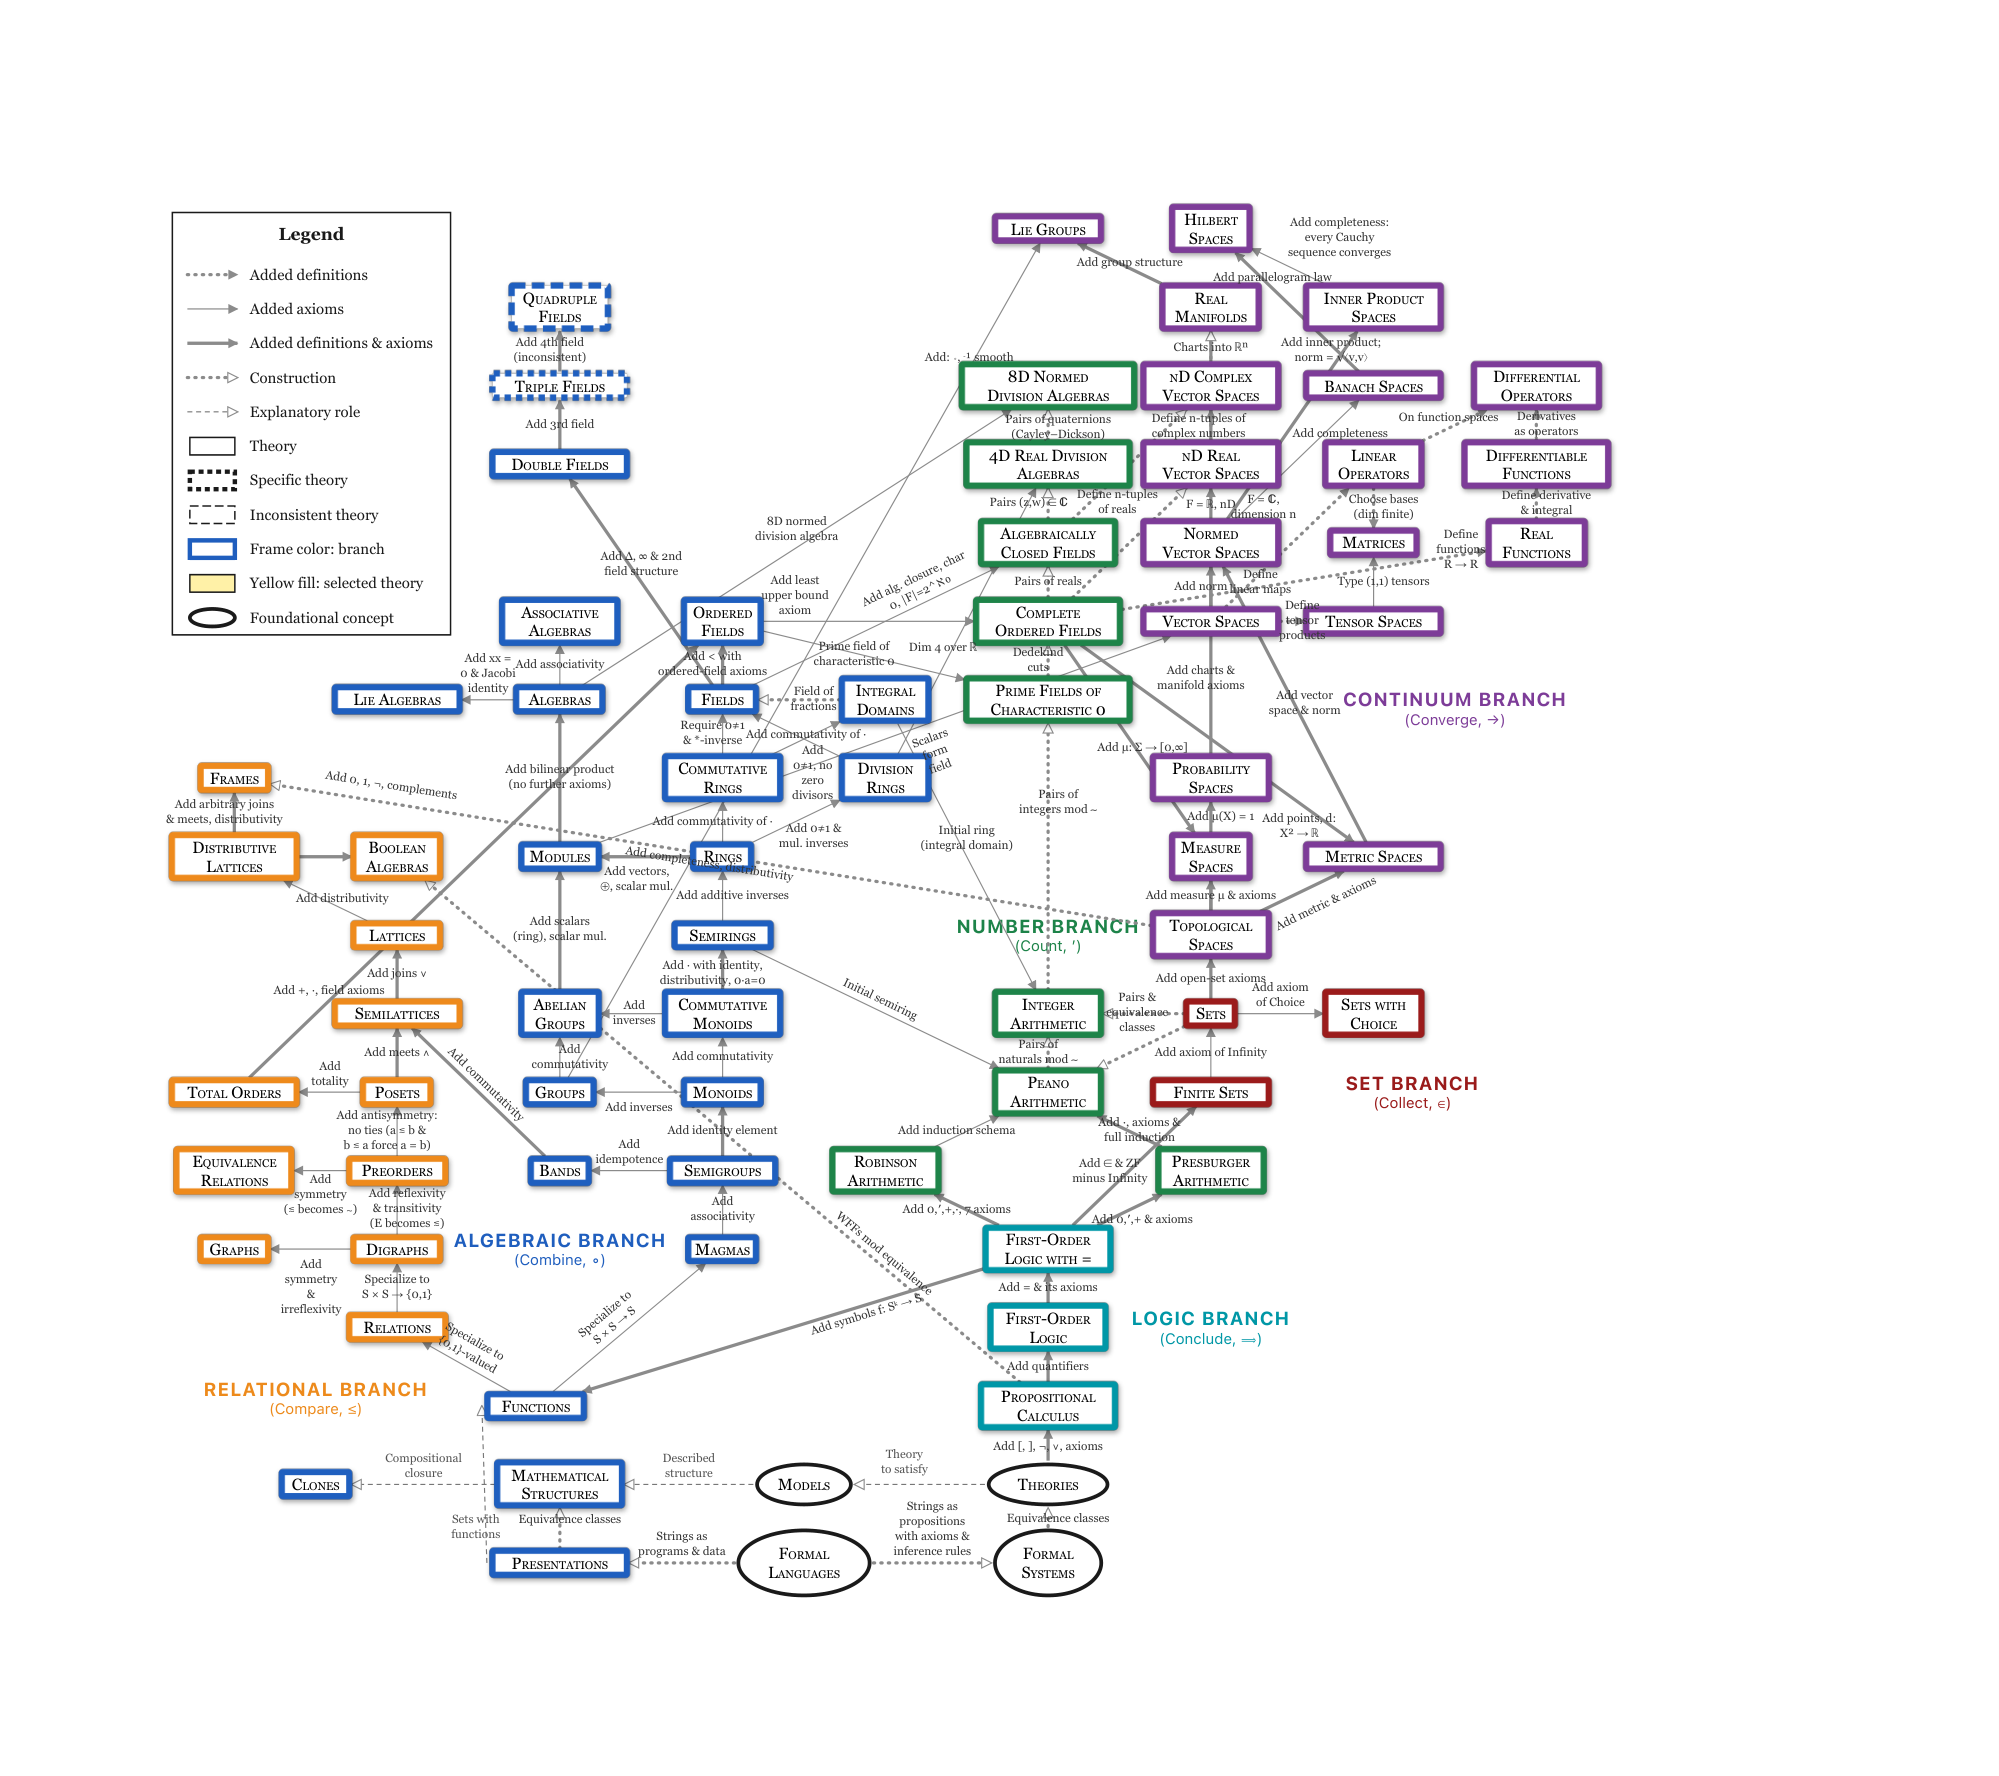 Legend
Added definitions
Added axioms
Added definitions & axioms
Construction
Explanatory role
Theory
Specific theory
Inconsistent theory
Frame color: branch
Yellow fill: selected theory
Foundational concept
Lie Groups
Hilbert
Spaces
Add completeness:
every Cauchy
sequence converges
Add group structure
Add parallelogram law
Quadruple
Fields
Real
Manifolds
Inner Product
Spaces
Add 4th field
(inconsistent)
Charts into ℝⁿ
Add inner product;
norm = √⟨v,v⟩
Add: ·, ·⁻¹ smooth
Triple Fields
8D Normed
Division Algebras
nD Complex
Vector Spaces
Banach Spaces
Differential
Operators
Add 3rd field
Pairs of quaternions
(Cayley–Dickson)
Define n-tuples of
complex numbers
Add completeness
On function spaces
Derivatives
as operators
Double Fields
4D Real Division
Algebras
nD Real
Vector Spaces
Linear
Operators
Differentiable
Functions
Pairs (z,w) ∈ ℂ
Define n-tuples
of reals
F = ℝ, nD
F = ℂ,
dimension n
Choose bases
(dim finite)
Define derivative
& integral
8D normed
division algebra
Add Δ, ∞ & 2nd
field structure
Algebraically
Closed Fields
Normed
Vector Spaces
Matrices
Define
functions
R → R
Real
Functions
Add least
upper bound
axiom
Add alg. closure, char
0, |F|=2^ℵ₀
Pairs of reals
Add norm
Define
linear maps
Type (1,1) tensors
Associative
Algebras
Ordered
Fields
Complete
Ordered Fields
Vector Spaces
Define
tensor
products
Tensor Spaces
Add xx =
0 & Jacobi
identity
Add associativity
Add < with
ordered-field axioms
Prime field of
characteristic 0
Dim 4 over ℝ
Dedekind
cuts
Add charts &
manifold axioms
Lie Algebras
Algebras
Fields
Field of
fractions
Integral
Domains
Prime Fields of
Characteristic 0
Add vector
space & norm
CONTINUUM BRANCH
(Converge, →)
Require 0≠1
& *-inverse
Add commutativity of ·
Scalars
form
field
Add μ: Σ → [0,∞]
Add bilinear product
(no further axioms)
Add
0≠1, no
zero
divisors
Frames
Add 0, 1, ¬, complements
Commutative
Rings
Division
Rings
Probability
Spaces
Add arbitrary joins
& meets, distributivity
Add commutativity of ·
Add 0≠1 &
mul. inverses
Initial ring
(integral domain)
Pairs of
integers mod ~
Add μ(X) = 1
Add points, d:
X² → ℝ
Distributive
Lattices
Boolean
Algebras
Modules
Rings
Measure
Spaces
Metric Spaces
Add completeness, distributivity
Add vectors,
⊕, scalar mul.
Add distributivity
Add additive inverses
Add measure μ & axioms
Add metric & axioms
Lattices
Add scalars
(ring), scalar mul.
Semirings
NUMBER BRANCH
(Count, ′)
Topological
Spaces
Add joins ∨
Add · with identity,
distributivity, 0·a=0
Add open-set axioms
Add +, ·, field axioms
Initial semiring
Add axiom
of Choice
Semilattices
Abelian
Groups
Add
inverses
Commutative
Monoids
Integer
Arithmetic
Pairs &
equivalence
classes
Sets
Sets with
Choice
Add meets ∧
Add commutativity
Add
commutativity
Add commutativity
Pairs of
naturals mod ~
Add axiom of Infinity
Add
totality
Total Orders
Posets
Groups
Monoids
Peano
Arithmetic
Finite Sets
SET BRANCH
(Collect, ∈)
Add antisymmetry:
no ties (a ≤ b &
b ≤ a force a = b)
Add inverses
Add identity element
Add induction schema
Add ·, axioms &
full induction
Equivalence
Relations
Preorders
Bands
Add
idempotence
Semigroups
Robinson
Arithmetic
Add ∈ & ZF
minus Infinity
Presburger
Arithmetic
Add
symmetry
(≤ becomes ~)
Add reflexivity
& transitivity
(E becomes ≤)
Add
associativity
WFFs mod equivalence
Add 0,′,+,·, 7 axioms
Add 0,′,+ & axioms
Graphs
Digraphs
ALGEBRAIC BRANCH
(Combine, ∘)
Magmas
First-Order
Logic with =
Add
symmetry
&
irreflexivity
Specialize to
S × S → {0,1}
Specialize to
S × S → S
Add symbols f: Sᵏ → S
Add = & its axioms
Relations
Specialize to
{0,1}-valued
First-Order
Logic
LOGIC BRANCH
(Conclude, ⟹)
Add quantifiers
RELATIONAL BRANCH
(Compare, ≤)
Functions
Propositional
Calculus
Add [, ], ¬, ∨, axioms
Compositional
closure
Described
structure
Theory
to satisfy
Clones
Mathematical
Structures
Models
Theories
Sets with
functions
Equivalence classes
Strings as
propositions
with axioms &
inference rules
Equivalence classes
Strings as
programs & data
Presentations
Formal
Languages
Formal
Systems